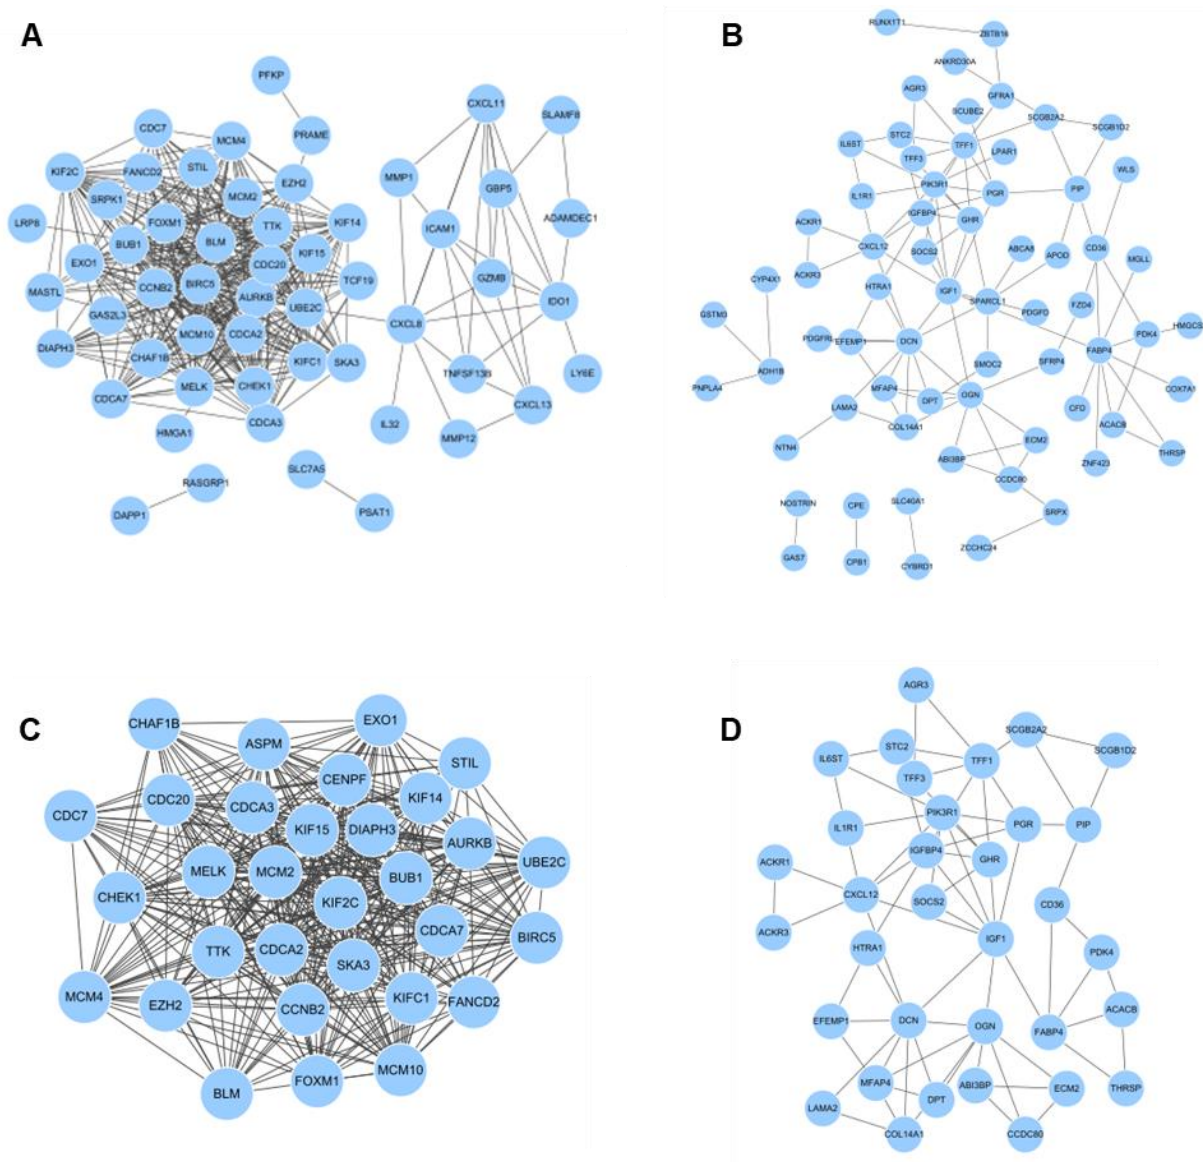 A
PFKP
CDC7
MCM4
PRAME
KIF2C
FANCD2
STIL
EZH2
SRPK1
MCM2
LRP8
FOXM1
TTK
KIF14
BUB1
BLM
EXO1
CDC20
KIF15
MASTL
CCNB2
BIRC5
TCF19
AURKB
UBE2C
GAS2L3
MCM10
CDCA2
DIAPH3
CHAF1B
KIFC1
SKA3
CDCA7
MELK
CHEK1
HMGA1
CDCA3
CXCL11
SLAMF8
MMP1
GBP5
ICAM1
ADAMDEC1
GZMB
IDO1
CXCL8
TNFSF13B
LY6E
CXCL13
IL32
MMP12
SLC7A5
RASGRP1
DAPP1
PSAT1
B
RUNX1T1
ZBTB16
ANKRD30A
AGR3
GFRA1
SCUBE2
SCGB2A2
SCGB1D2
STC2
IL6ST
TFF1
TFF3
LPAR1
WLS
PIK3R1
IL1R1
PGR
PIP
IGFBP4
ACKR1
GHR
CXCL12
SOCS2
ABCA8
APOD
CD36
MGLL
ACKR3
CYP4X1
HTRA1
IGF1
SPARCL1
FZD4
GSTM3
PDGFD
HMGCS
PDGFRL
EFEMP1
DCN
PDK4
FABP4
SMOC2
SFRP4
PNPLA4
ADH1B
MFAP4
DPT
OGN
COX7A1
LAMA2
CFD
COL14A1
ACACB
NTN4
ECM2
ABI3BP
ZNF423
THRSP
CCDC80
NOSTRIN
CPE
SLC40A1
SRPX
ZCCHC24
GAS7
CPB1
CYBRD1
C
CHAF1B
EXO1
ASPM
STIL
CENPF
CDC20
CDCA3
KIF14
CDC7
KIF15
DIAPH3
AURKB
UBE2C
MELK
MCM2
BUB1
CHEK1
KIF2C
CDCA7
BIRC5
TTK
CDCA2
SKA3
MCM4
EZH2
CCNB2
KIFC1
FANCD2
MCM10
BLM
FOXM1
D
AGR3
SCGB2A2
STC2
IL6ST
TFF1
SCGB1D2
TFF3
PIK3R1
IL1R1
PGR
PIP
IGFBP4
ACKR1
GHR
CXCL12
SOCS2
CD36
ACKR3
HTRA1
IGF1
PDK4
EFEMP1
DCN
OGN
ACACB
FABP4
MFAP4
ABI3BP
ECM2
THRSP
LAMA2
DPT
COL14A1
CCDC80